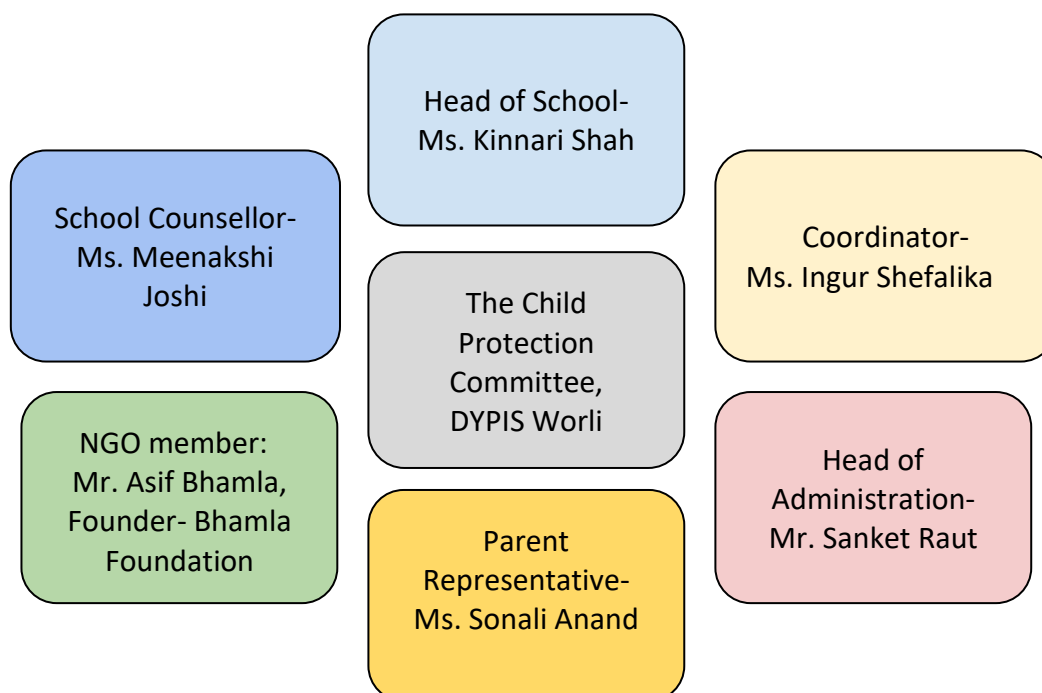 Head of School-
Ms. Kinnari Shah
School Counsellor-
Ms. Meenakshi
Joshi
Coordinator-
Ms. Ingur Shefalika
The Child
Protection
Committee,
DYPIS Worli
NGO member:
Mr. Asif Bhamla,
Founder- Bhamla
Foundation
Head of
Administration-
Mr. Sanket Raut
Parent
Representative-
Ms. Sonali Anand